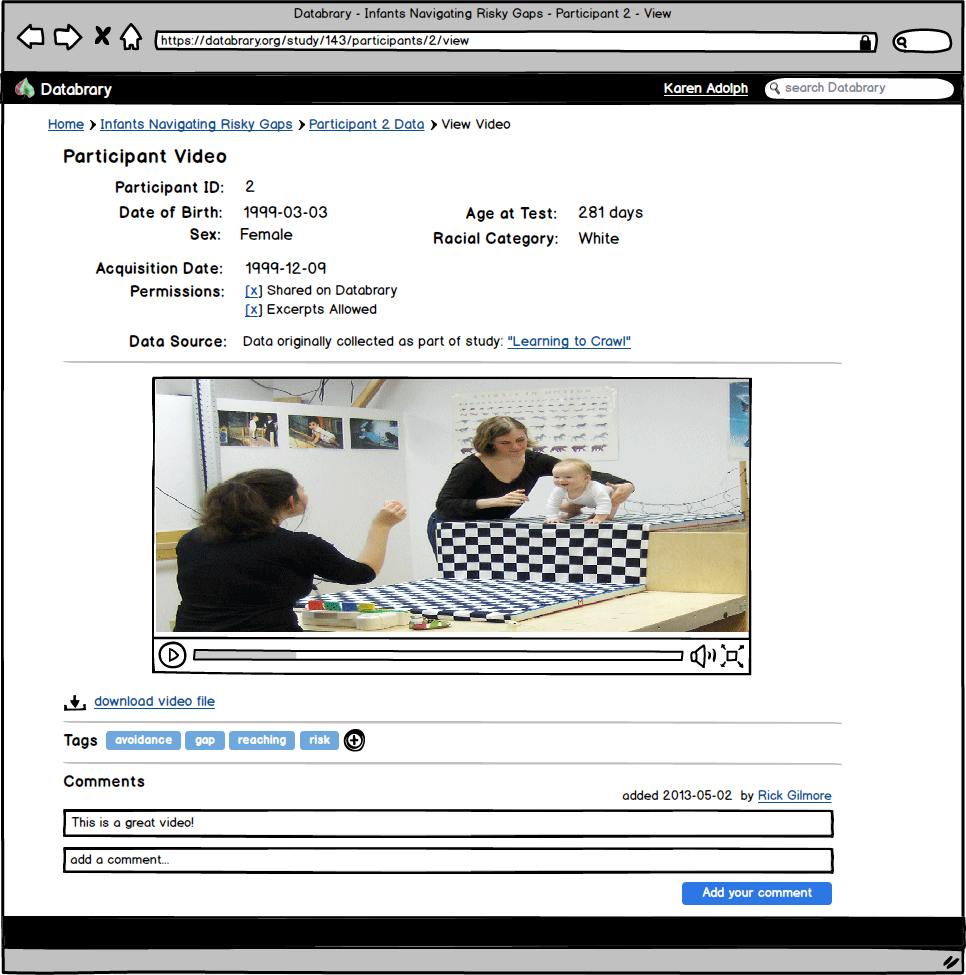 Databrary - Infants Navigating Risky Gaps - Participant 2 - View
https://databrary.org/study/143/participants/2/view
Databrary
Karen Adolph
search Databrary
Home › Infants Navigating Risky Gaps › Participant 2 Data › View Video
Participant Video
Participant ID: 2
Date of Birth: 1999-03-03
Age at Test: 281 days
Sex: Female
Racial Category: White
Acquisition Date: 1999-12-09
Permissions: [x] Shared on Databrary
[x] Excerpts Allowed
Data Source: Data originally collected as part of study: "Learning to Crawl"
download video file
Tags avoidance gap reaching risk
Comments
added 2013-05-02 by Rick Gilmore
This is a great video!
add a comment...
Add your comment